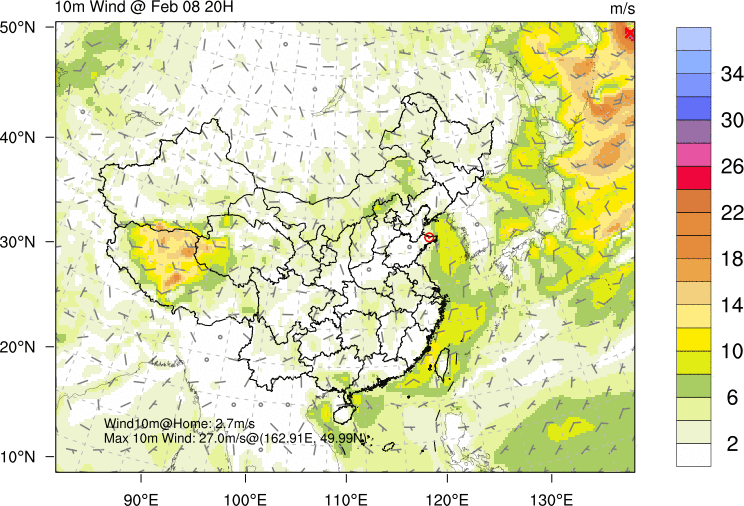 10m Wind @ Feb 08 20H
m/s
50°N
40°N
30°N
20°N
10°N
90°E
100°E
110°E
120°E
130°E
Wind10m@Home: 2.7m/s
Max 10m Wind: 27.0m/s@(162.91E, 49.99N)
34
30
26
22
18
14
10
6
2